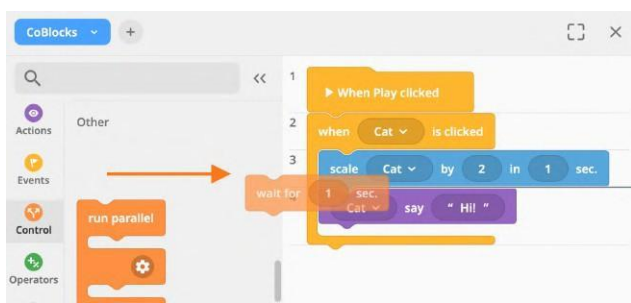 CoBlocks
+
Actions
Events
Control
Operators
Other
run parallel
wait for 1 sec.
1
When Play clicked
2
when Cat is clicked
3
scale Cat by 2 in 1 sec.
Cat say “ Hi! ”